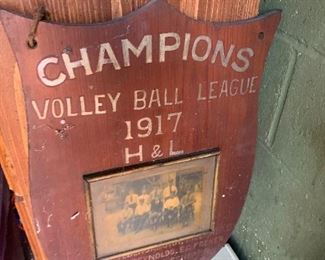 CHAMPIONS
VOLLEY BALL LEAGUE
1917
H & L